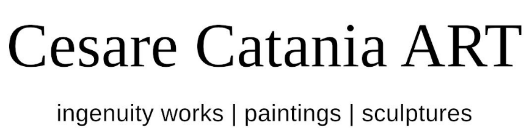 Cesare Catania ART
ingenuity works | paintings | sculptures